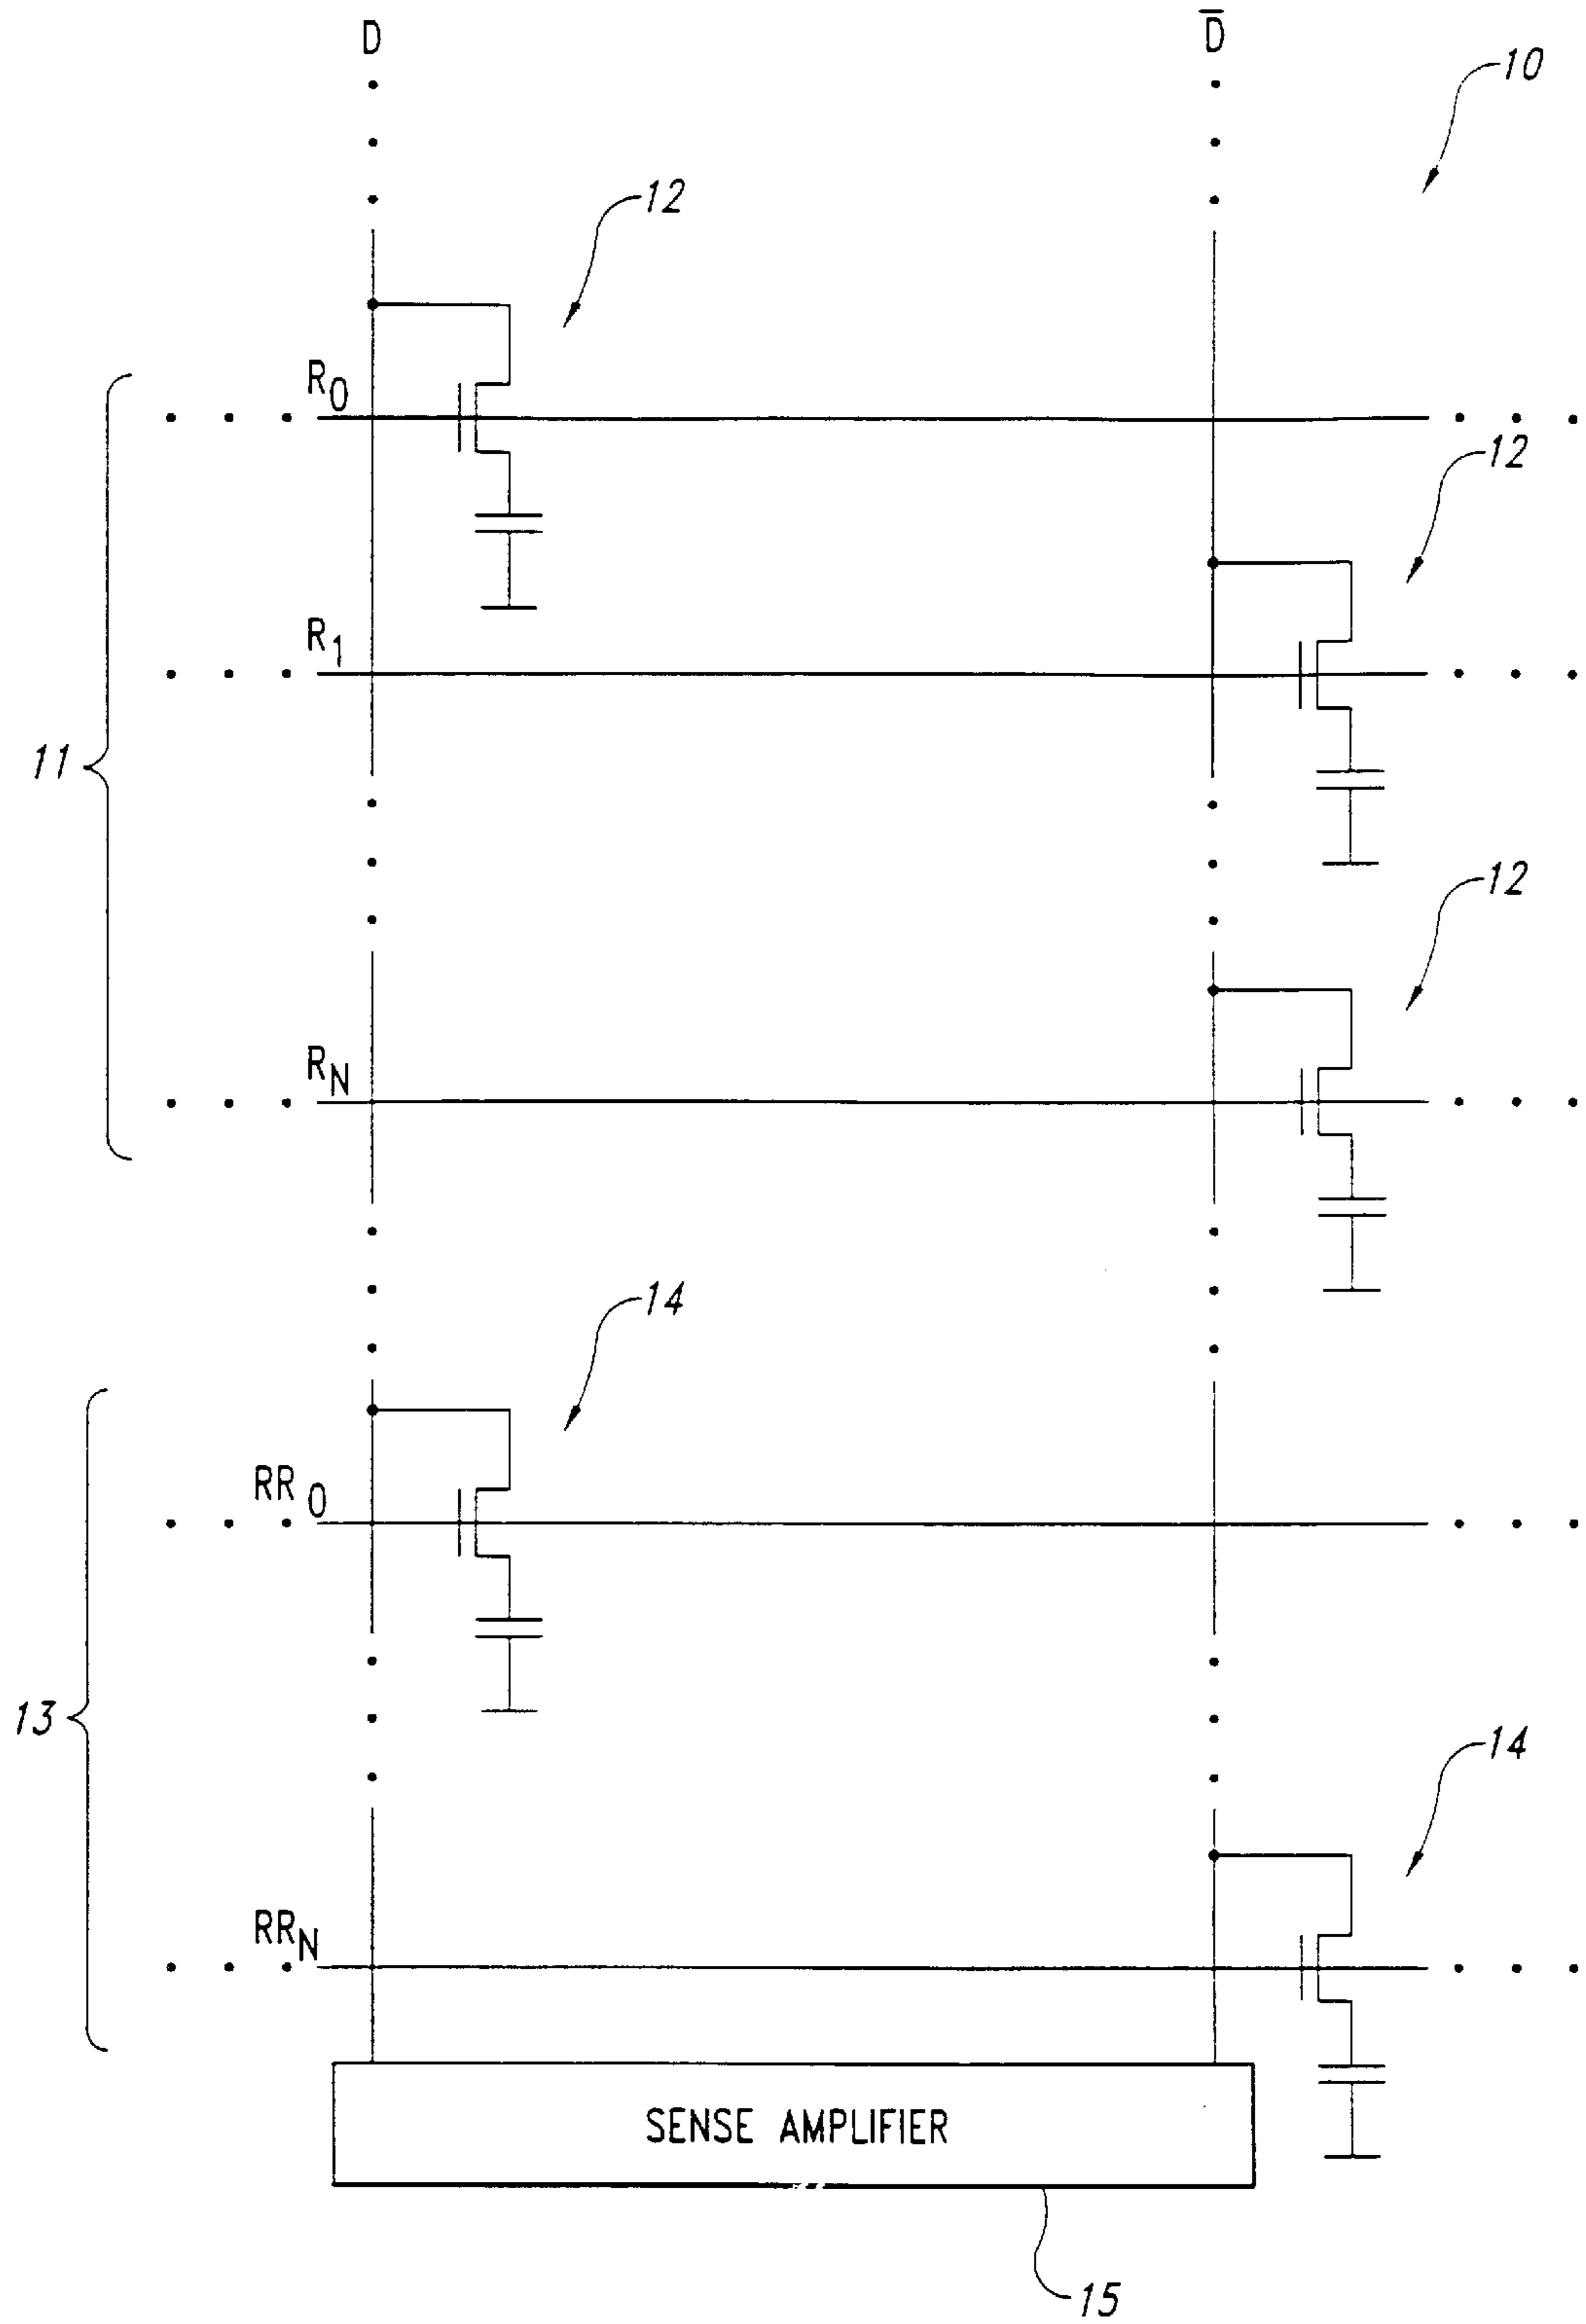 D D̅
10
12
R0
12
R1
11
12
RN
14
RR0
13
14
RRN
SENSE AMPLIFIER
15